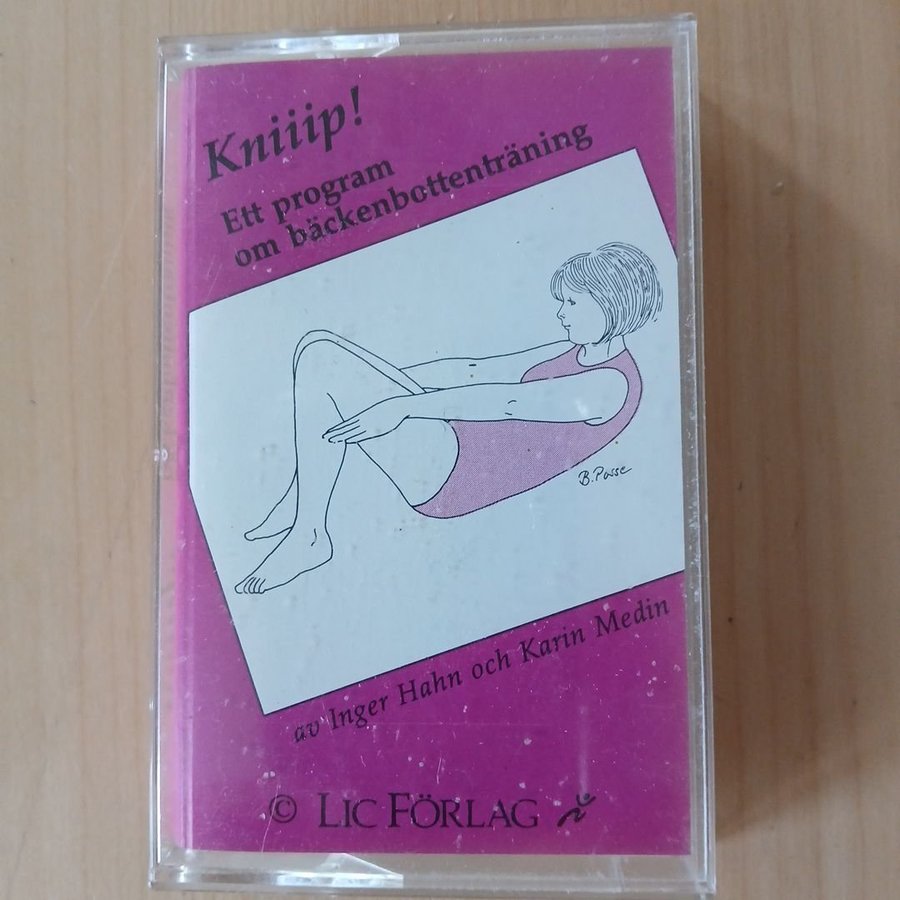 Kniiip!
Ett program
om bäckenbottenträning
B. Posse
av Inger Hahn och Karin Medin
© LIC FÖRLAG